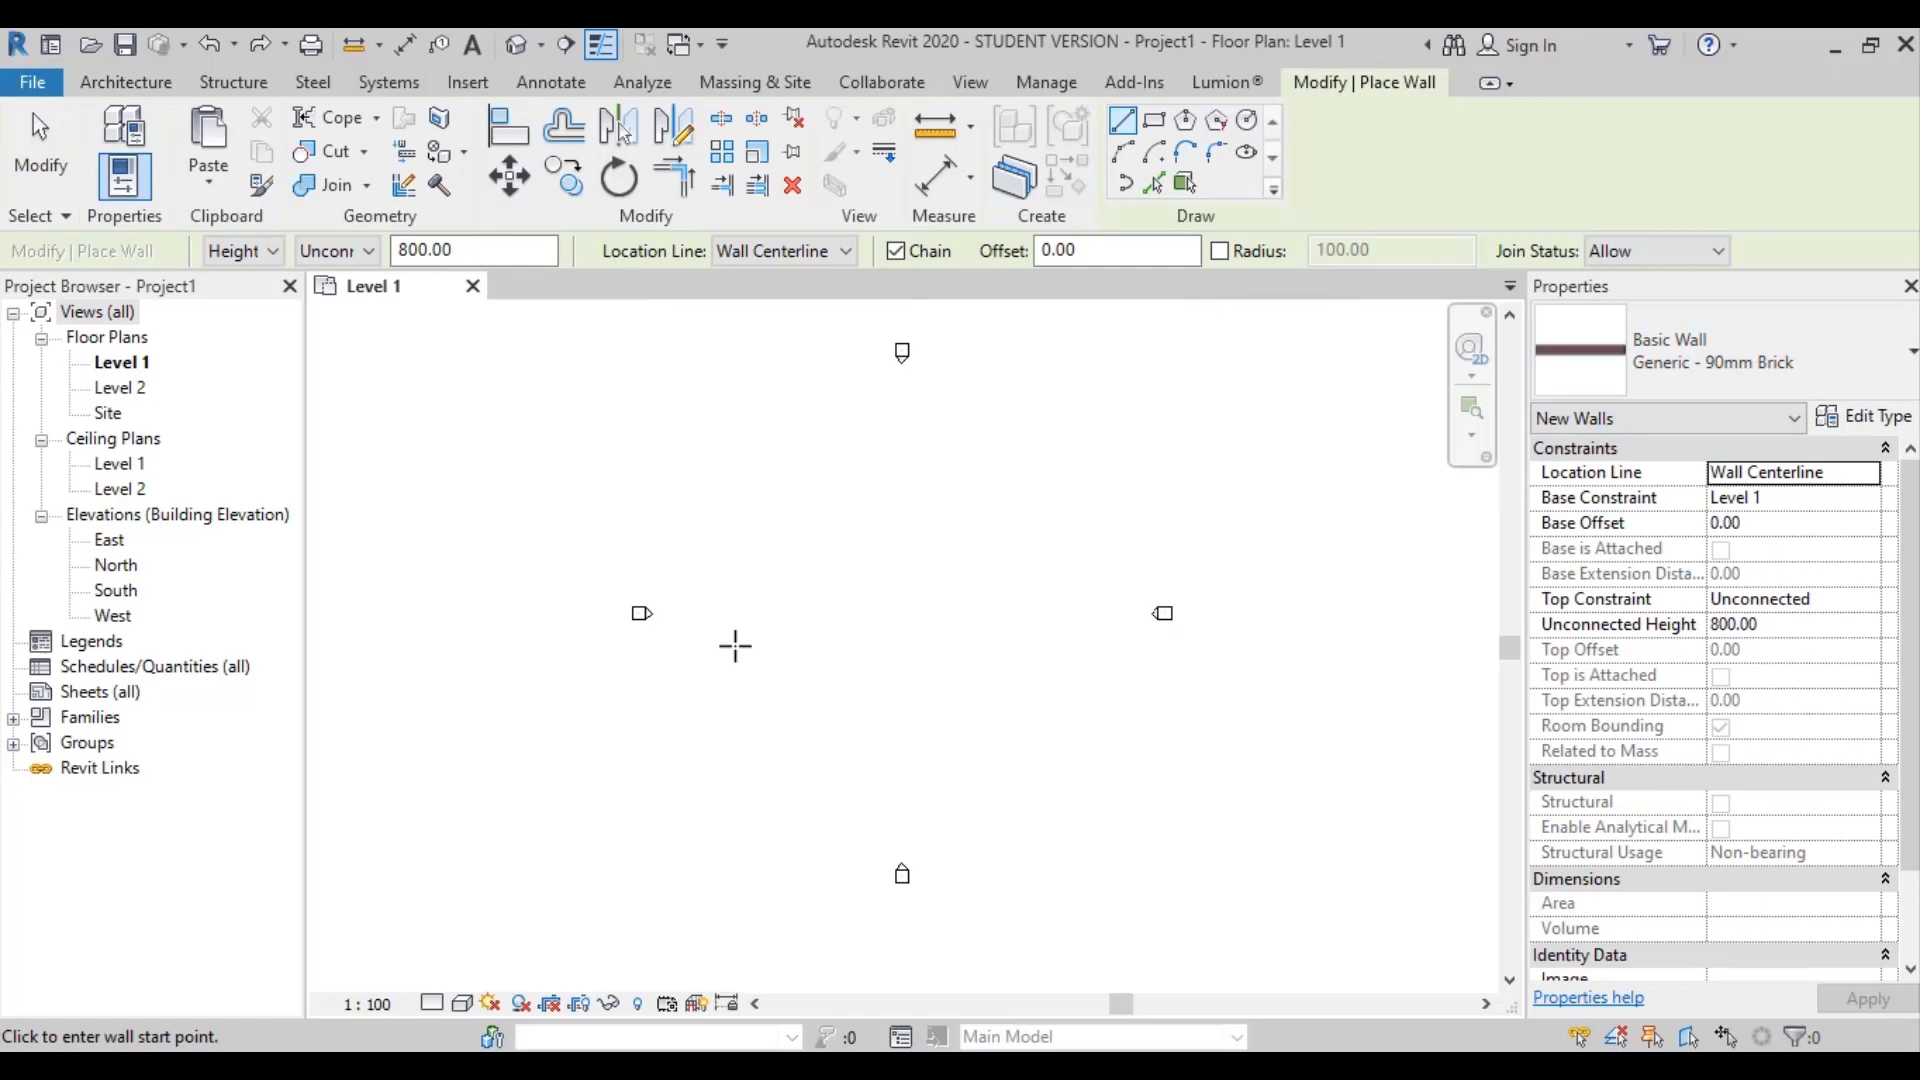 Autodesk Revit 2020 - STUDENT VERSION - Project1 - Floor Plan: Level 1
Sign In
File Architecture Structure Steel Systems Insert Annotate Analyze Massing & Site Collaborate View Manage Add-Ins Lumion® Modify | Place Wall
Modify
Paste
Cope
Cut
Join
Select Properties Clipboard Geometry Modify View Measure Create Draw
Modify | Place Wall Height Unconr 800.00 Location Line: Wall Centerline Chain Offset: 0.00 Radius: 100.00 Join Status: Allow
Project Browser - Project1
Views (all)
Floor Plans
Level 1
Level 2
Site
Ceiling Plans
Level 1
Level 2
Elevations (Building Elevation)
East
North
South
West
Legends
Schedules/Quantities (all)
Sheets (all)
Families
Groups
Revit Links
Level 1
2D
Properties
Basic Wall
Generic - 90mm Brick
New Walls Edit Type
Constraints
Location Line Wall Centerline
Base Constraint Level 1
Base Offset 0.00
Base is Attached
Base Extension Dista... 0.00
Top Constraint Unconnected
Unconnected Height 800.00
Top Offset 0.00
Top is Attached
Top Extension Dista... 0.00
Room Bounding
Related to Mass
Structural
Structural
Enable Analytical M...
Structural Usage Non-bearing
Dimensions
Area
Volume
Identity Data
Image
Properties help Apply
1 : 100
Click to enter wall start point. :0 Main Model :0